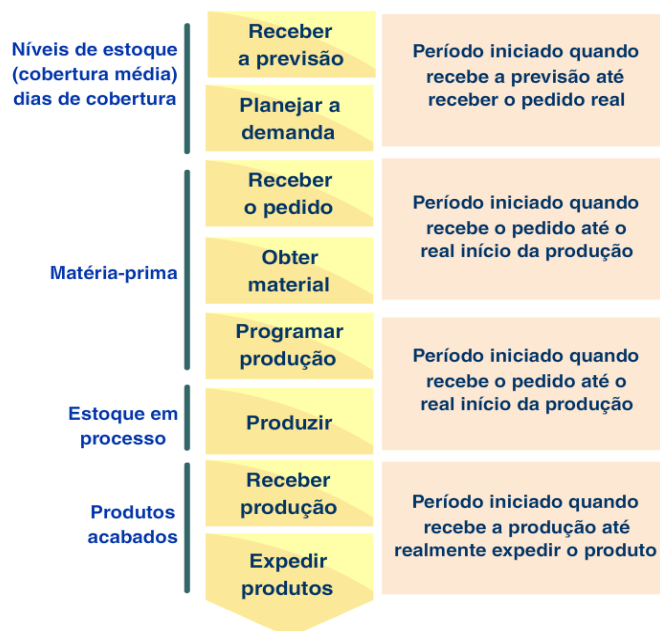 Níveis de estoque
(cobertura média)
dias de cobertura
Receber
a previsão
Planejar a
demanda
Período iniciado quando
recebe a previsão até
receber o pedido real
Matéria-prima
Receber
o pedido
Obter
material
Programar
produção
Período iniciado quando
recebe o pedido até o
real início da produção
Estoque em
processo
Produzir
Período iniciado quando
recebe o pedido até o
real início da produção
Produtos
acabados
Receber
produção
Expedir
produtos
Período iniciado quando
recebe a produção até
realmente expedir o produto